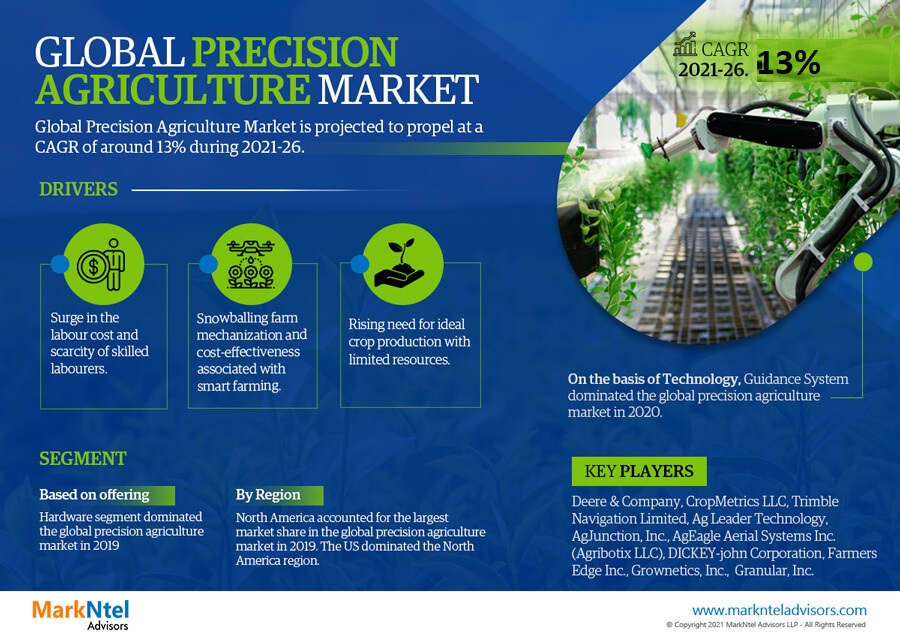 GLOBAL PRECISION
AGRICULTURE MARKET
Global Precision Agriculture Market is projected to propel at a
CAGR of around 13% during 2021-26.
CAGR
2021-26.
13%
DRIVERS
Surge in the
labour cost and
scarcity of skilled
labourers.
Snowballing farm
mechanization and
cost-effectiveness
associated with
smart farming.
Rising need for ideal
crop production with
limited resources.
On the basis of Technology, Guidance System
dominated the global precision agriculture
market in 2020.
SEGMENT
Based on offering
Hardware segment dominated
the global precision agriculture
market in 2019
By Region
North America accounted for the largest
market share in the global precision agriculture
market in 2019. The US dominated the North
America region.
KEY PLAYERS
Deere & Company, CropMetrics LLC, Trimble
Navigation Limited, Ag Leader Technology,
AgJunction, Inc., AgEagle Aerial Systems Inc.
(Agribotix LLC), DICKEY-john Corporation, Farmers
Edge Inc., Grownetics, Inc., Granular, Inc.
MarkNtel
Advisors
www.marknteladvisors.com
© Copyright 2021 MarkNtel Advisors LLP - All Rights Reserved